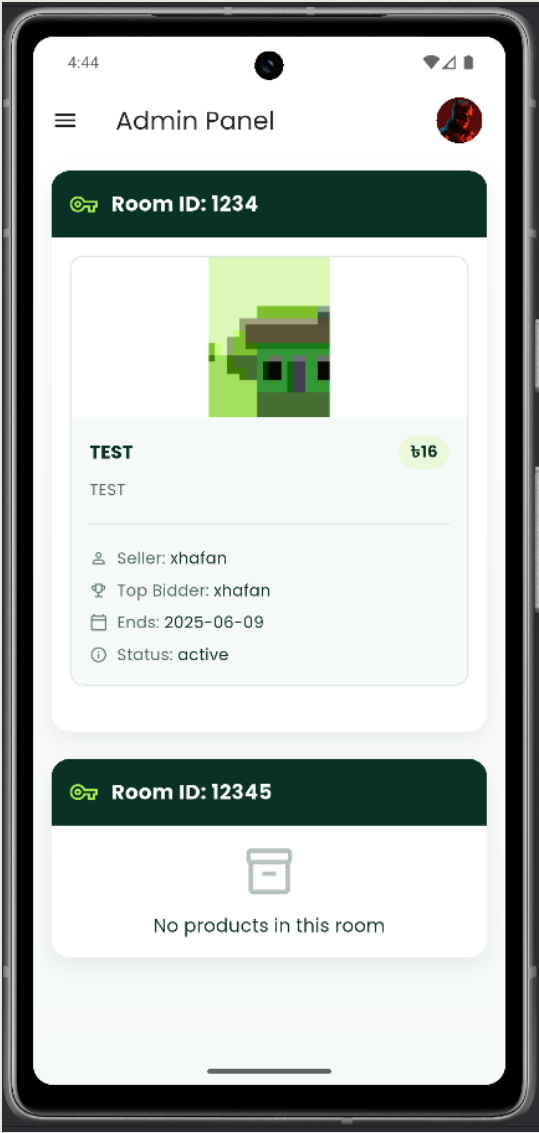 4:44
Admin Panel
Room ID: 1234
TEST
৳16
TEST
Seller: xhafan
Top Bidder: xhafan
Ends: 2025-06-09
Status: active
Room ID: 12345
No products in this room